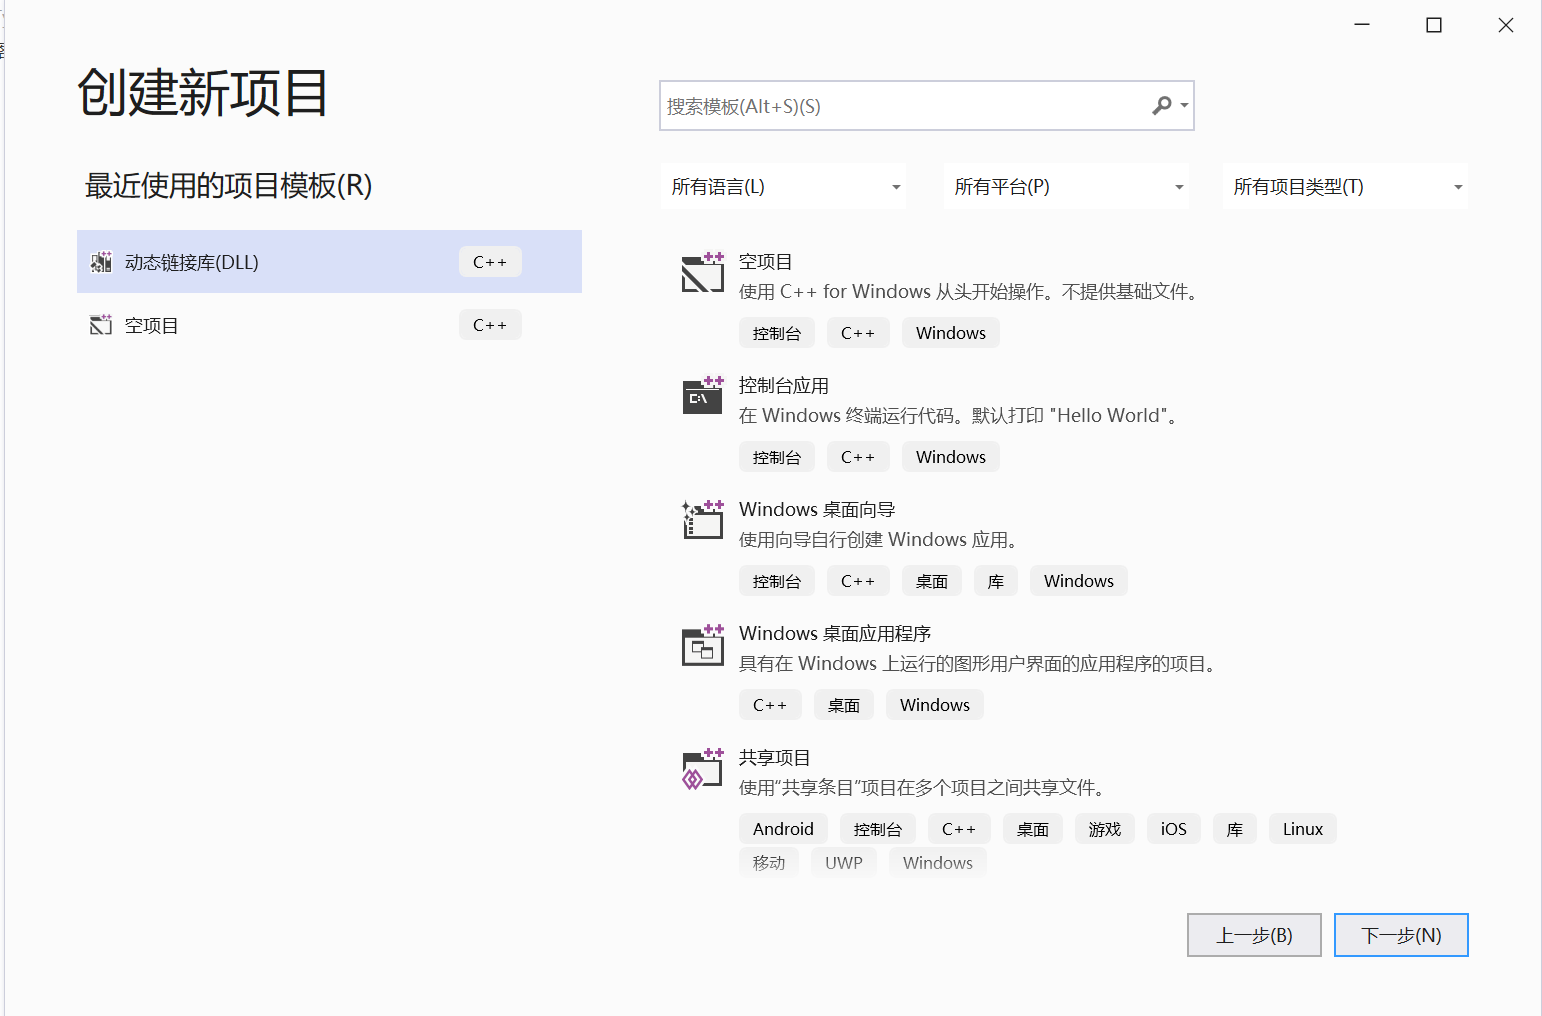 创建新项目
搜索模板(Alt+S)(S)
最近使用的项目模板(R)
所有语言(L) 所有平台(P) 所有项目类型(T)
动态链接库(DLL) C++
空项目 C++
空项目
使用 C++ for Windows 从头开始操作。不提供基础文件。
控制台 C++ Windows
控制台应用
在 Windows 终端运行代码。默认打印 "Hello World"。
控制台 C++ Windows
Windows 桌面向导
使用向导自行创建 Windows 应用。
控制台 C++ 桌面 库 Windows
Windows 桌面应用程序
具有在 Windows 上运行的图形用户界面的应用程序的项目。
C++ 桌面 Windows
共享项目
使用“共享条目”项目在多个项目之间共享文件。
Android 控制台 C++ 桌面 游戏 iOS 库 Linux
移动 UWP Windows
上一步(B) 下一步(N)